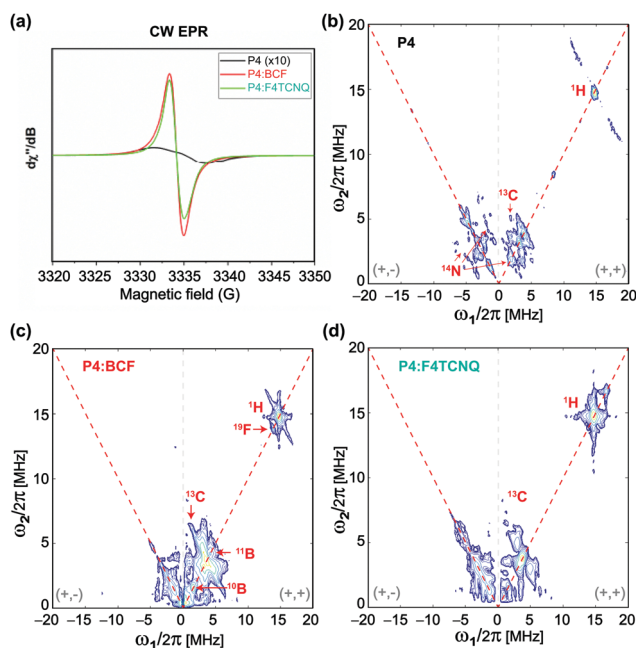 (a)
CW EPR
P4 (x10)
P4:BCF
P4:F4TCNQ
dχ''/dB
3320 3325 3330 3335 3340 3345 3350
Magnetic field (G)
(b)
P4
20
15
10
5
0
ω2/2π [MHz]
1H
13C
14N
(+,-)
(+,+)
−20 −15 −10 −5 0 5 10 15 20
ω1/2π [MHz]
(c)
P4:BCF
20
15
10
5
0
ω2/2π [MHz]
1H
19F
13C
11B
10B
(+,-)
(+,+)
−20 −15 −10 −5 0 5 10 15 20
ω1/2π [MHz]
(d)
P4:F4TCNQ
20
15
10
5
0
ω2/2π [MHz]
1H
13C
(+,-)
(+,+)
−20 −15 −10 −5 0 5 10 15 20
ω1/2π [MHz]